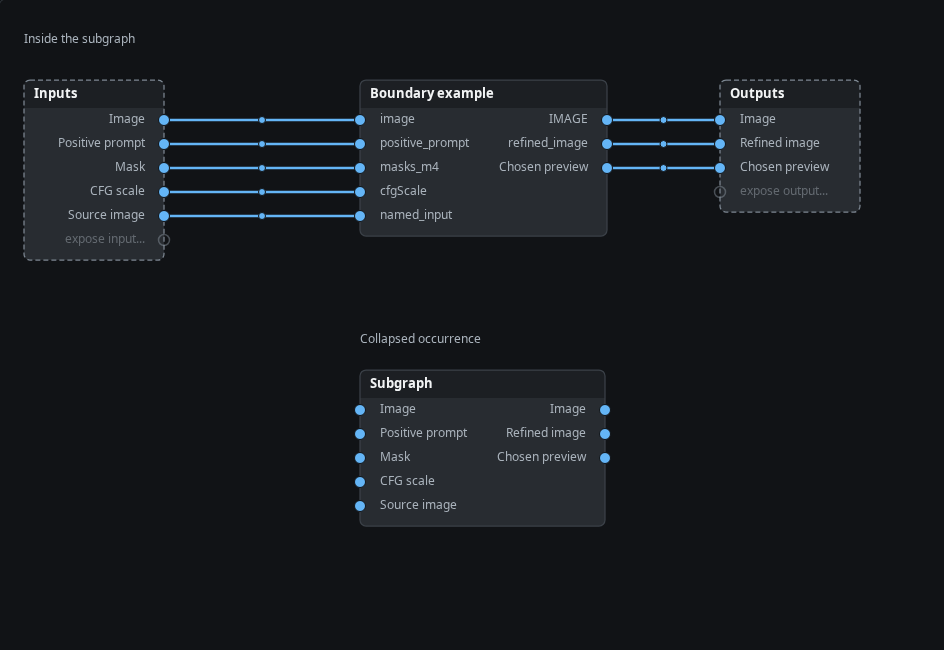 Inside the subgraph
Inputs
Image
Positive prompt
Mask
CFG scale
Source image
expose input...
Boundary example
image IMAGE
positive_prompt refined_image
masks_m4 Chosen preview
cfgScale
named_input
Outputs
Image
Refined image
Chosen preview
expose output...
Collapsed occurrence
Subgraph
Image Image
Positive prompt Refined image
Mask Chosen preview
CFG scale
Source image